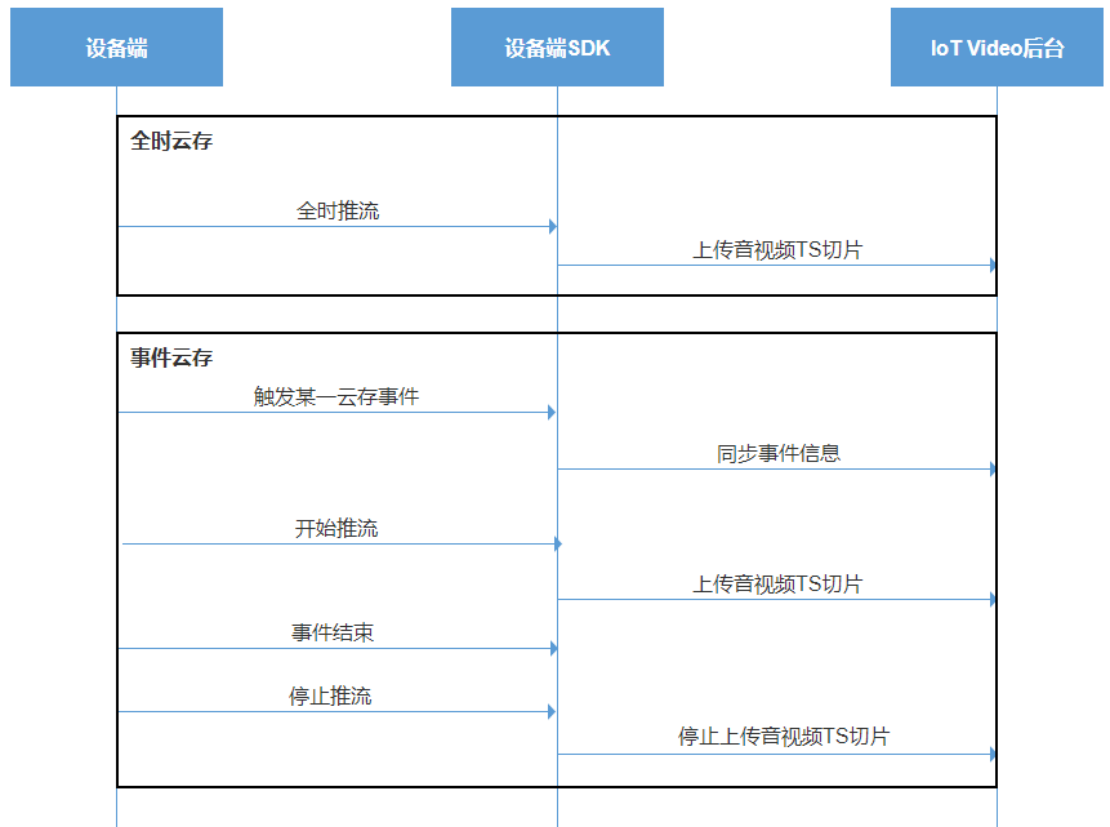 设备端
设备端SDK
IoT Video后台
全时云存
全时推流
上传音视频TS切片
事件云存
触发某一云存事件
同步事件信息
开始推流
上传音视频TS切片
事件结束
停止推流
停止上传音视频TS切片